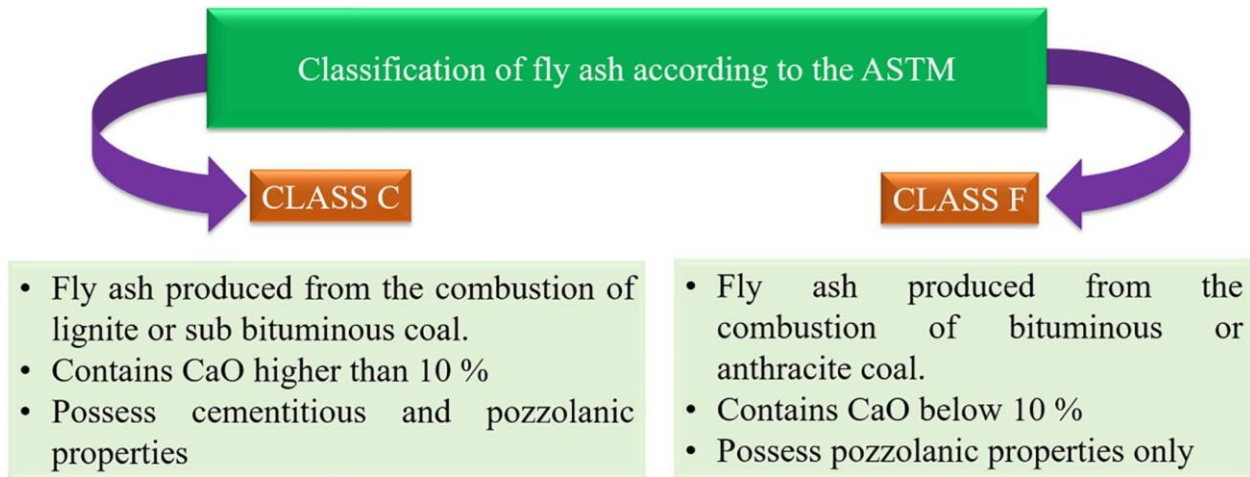 Classification of fly ash according to the ASTM
CLASS C
CLASS F
• Fly ash produced from the combustion of
lignite or sub bituminous coal.
• Contains CaO higher than 10 %
• Possess cementitious and pozzolanic
properties
• Fly ash produced from the
combustion of bituminous or
anthracite coal.
• Contains CaO below 10 %
• Possess pozzolanic properties only